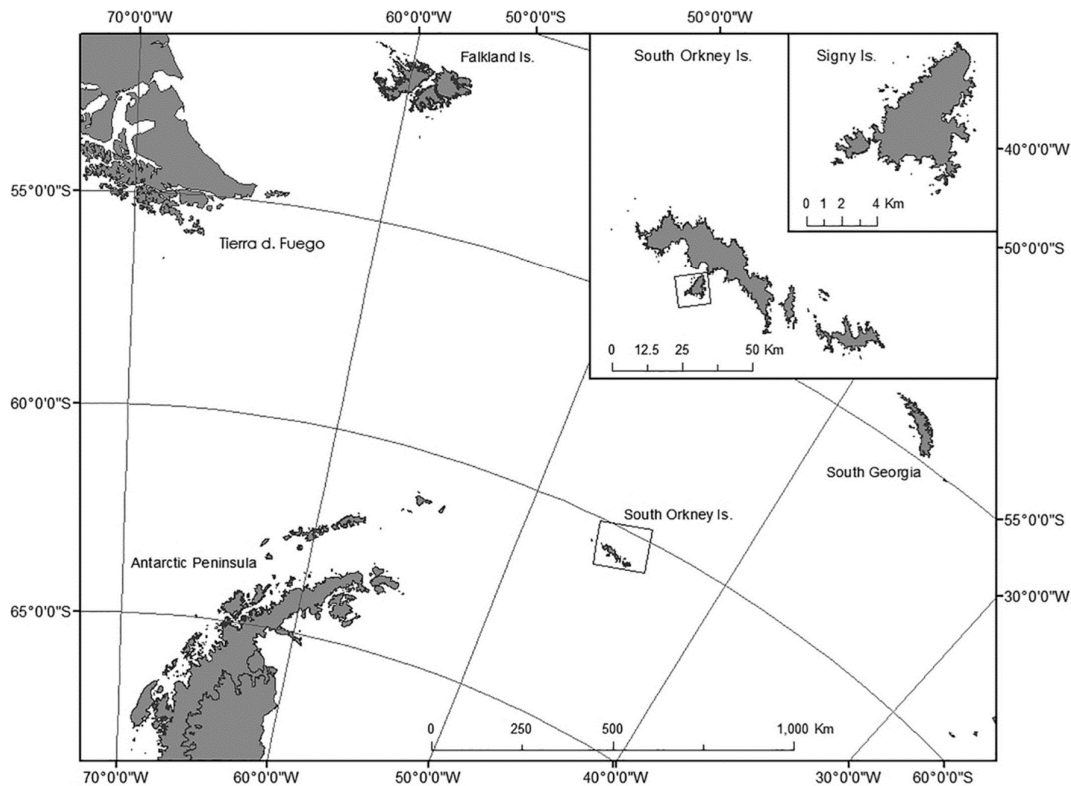 70°0'0"W 60°0'0"W 50°0'0"W 50°0'0"W
Falkland Is.
South Orkney Is.
Signy Is.
40°0'0"W
55°0'0"S
0 1 2 4 Km
Tierra d. Fuego
50°0'0"S
0 12.5 25 50 Km
60°0'0"S
South Georgia
South Orkney Is.
55°0'0"S
Antarctic Peninsula
30°0'0"W
65°0'0"S
0 250 500 1,000 Km
70°0'0"W 60°0'0"W 50°0'0"W 40°0'0"W 30°0'0"W 60°0'0"S